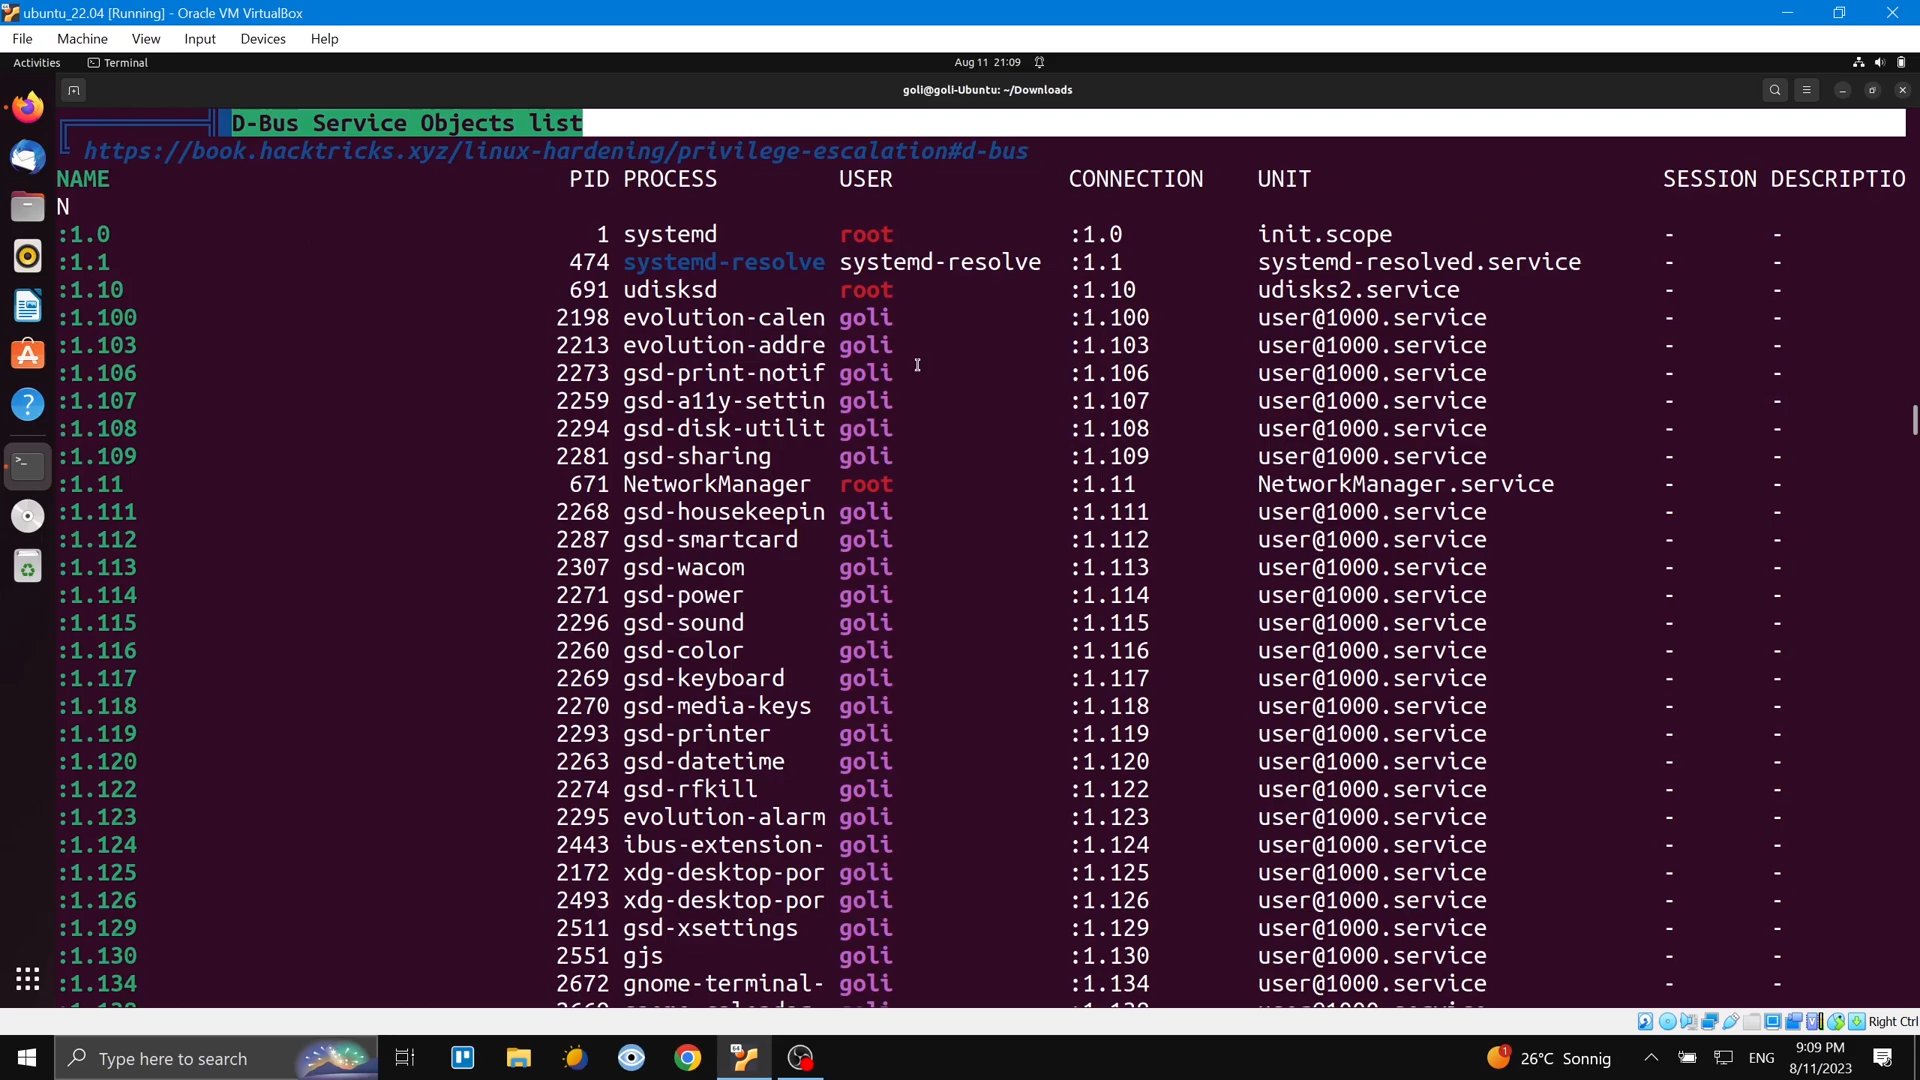 ubuntu_22.04 [Running] - Oracle VM VirtualBox
File Machine View Input Devices Help
Activities Terminal Aug 11 21:09
goli@goli-Ubuntu: ~/Downloads
D-Bus Service Objects list
https://book.hacktricks.xyz/linux-hardening/privilege-escalation#d-bus
NAME PID PROCESS USER CONNECTION UNIT SESSION DESCRIPTIO
N
:1.0 1 systemd root :1.0 init.scope - -
:1.1 474 systemd-resolve systemd-resolve :1.1 systemd-resolved.service - -
:1.10 691 udisksd root :1.10 udisks2.service - -
:1.100 2198 evolution-calen goli :1.100 user@1000.service - -
:1.103 2213 evolution-addre goli :1.103 user@1000.service - -
:1.106 2273 gsd-print-notif goli :1.106 user@1000.service - -
:1.107 2259 gsd-a11y-settin goli :1.107 user@1000.service - -
:1.108 2294 gsd-disk-utilit goli :1.108 user@1000.service - -
:1.109 2281 gsd-sharing goli :1.109 user@1000.service - -
:1.11 671 NetworkManager root :1.11 NetworkManager.service - -
:1.111 2268 gsd-housekeepin goli :1.111 user@1000.service - -
:1.112 2287 gsd-smartcard goli :1.112 user@1000.service - -
:1.113 2307 gsd-wacom goli :1.113 user@1000.service - -
:1.114 2271 gsd-power goli :1.114 user@1000.service - -
:1.115 2296 gsd-sound goli :1.115 user@1000.service - -
:1.116 2260 gsd-color goli :1.116 user@1000.service - -
:1.117 2269 gsd-keyboard goli :1.117 user@1000.service - -
:1.118 2270 gsd-media-keys goli :1.118 user@1000.service - -
:1.119 2293 gsd-printer goli :1.119 user@1000.service - -
:1.120 2263 gsd-datetime goli :1.120 user@1000.service - -
:1.122 2274 gsd-rfkill goli :1.122 user@1000.service - -
:1.123 2295 evolution-alarm goli :1.123 user@1000.service - -
:1.124 2443 ibus-extension- goli :1.124 user@1000.service - -
:1.125 2172 xdg-desktop-por goli :1.125 user@1000.service - -
:1.126 2493 xdg-desktop-por goli :1.126 user@1000.service - -
:1.129 2511 gsd-xsettings goli :1.129 user@1000.service - -
:1.130 2551 gjs goli :1.130 user@1000.service - -
:1.134 2672 gnome-terminal- goli :1.134 user@1000.service - -
Right Ctrl
Type here to search
1
26°C Sonnig
ENG
9:09 PM
8/11/2023